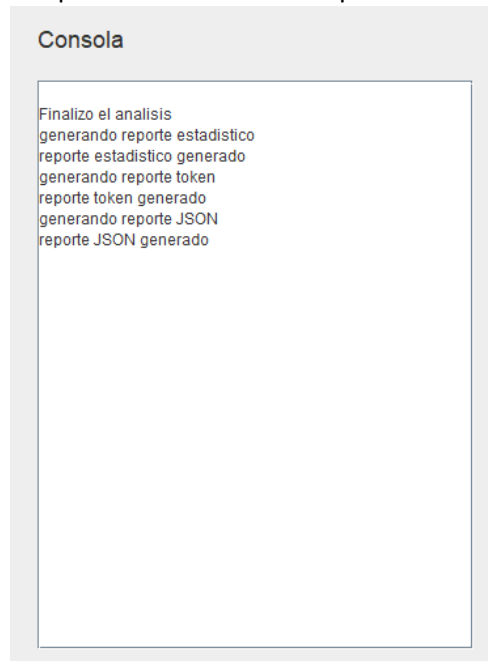 Consola
Finalizo el analisis
generando reporte estadistico
reporte estadistico generado
generando reporte token
reporte token generado
generando reporte JSON
reporte JSON generado